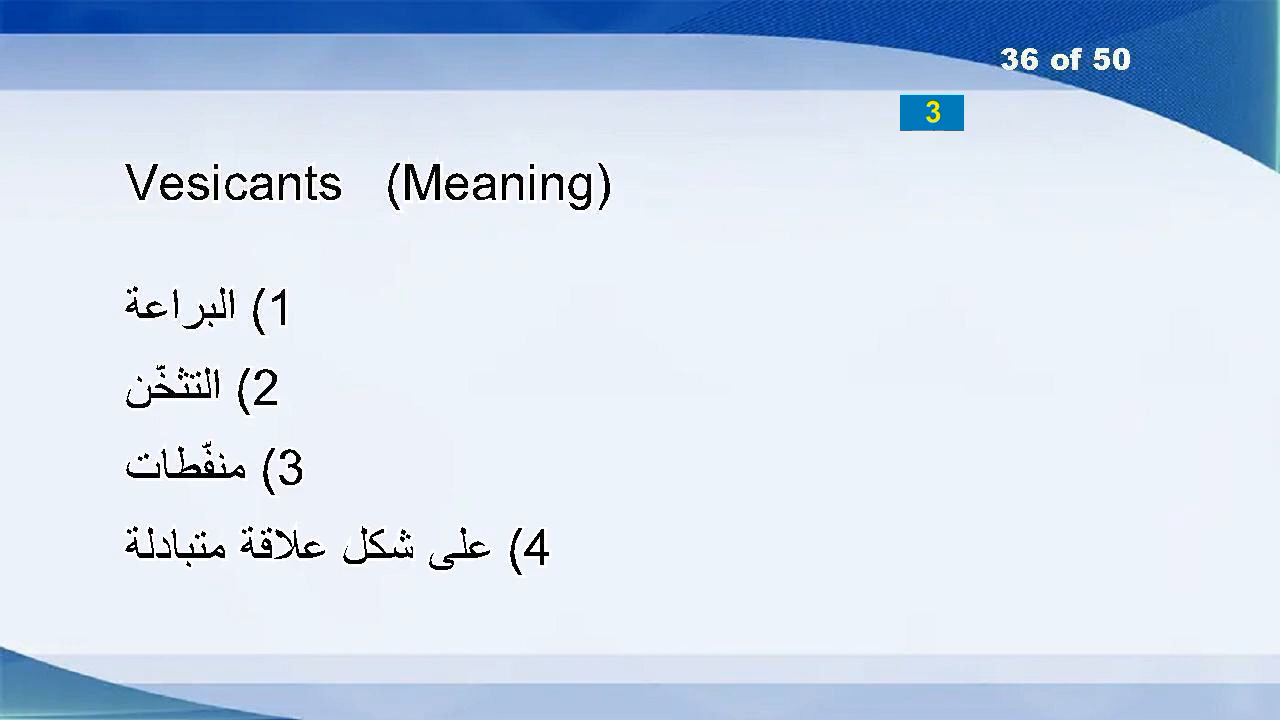 36 of 50
3
Vesicants (Meaning)
1) البراعة
2) التثخّن
3) منفّطات
4) على شكل علاقة متبادلة